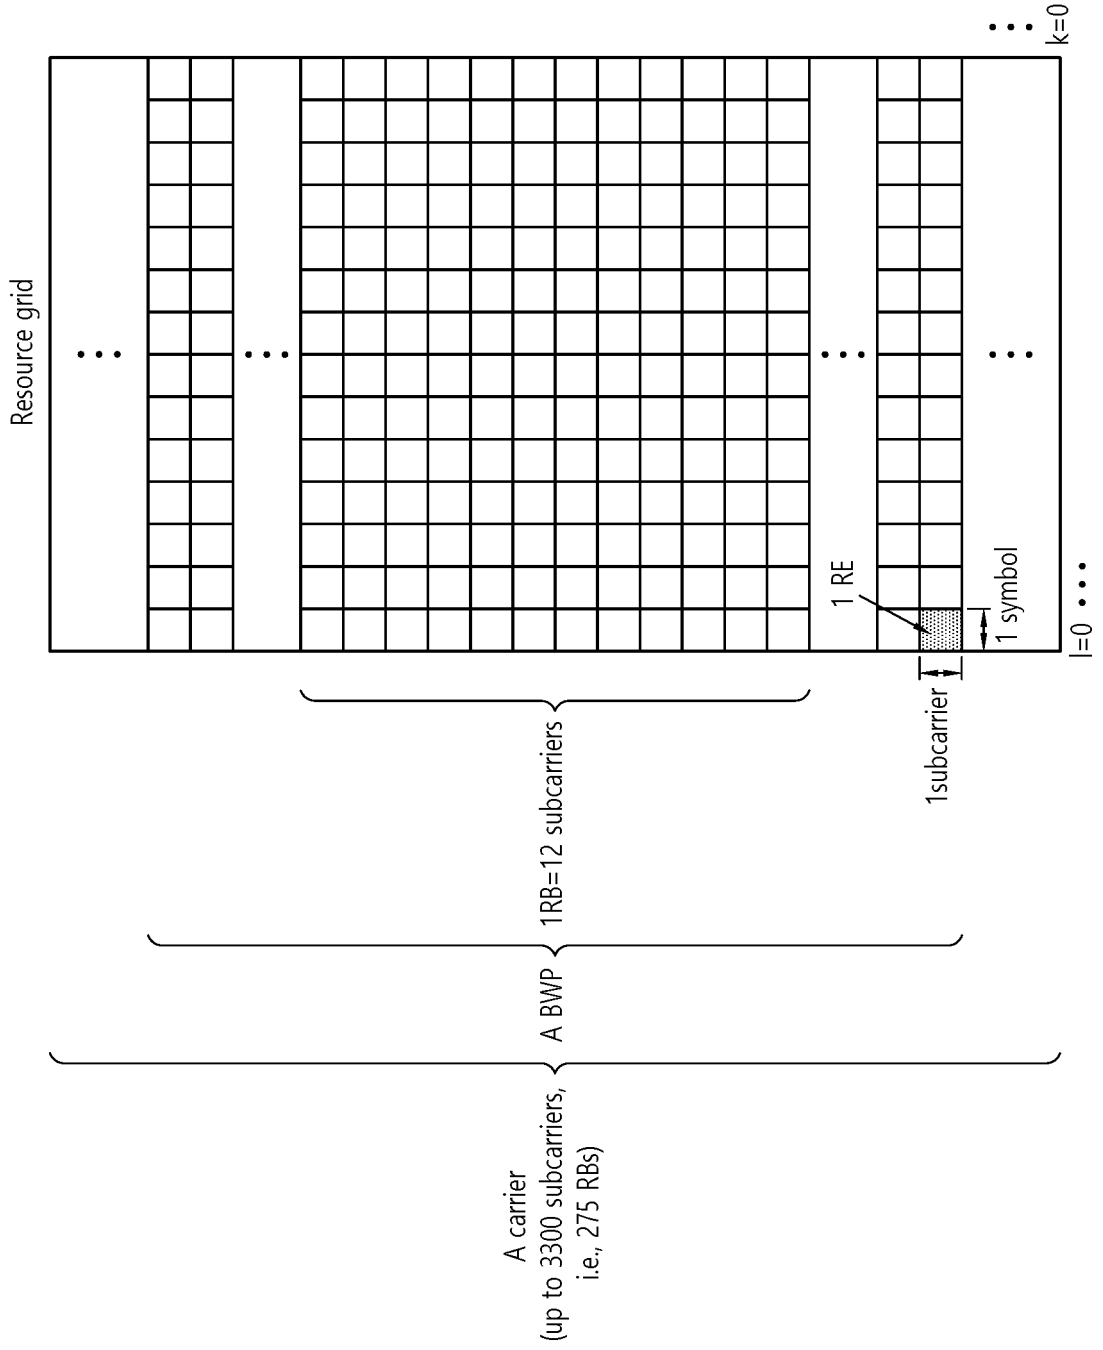 Resource grid
k=0
A carrier
(up to 3300 subcarriers,
i.e., 275 RBs)
A BWP
1RB=12 subcarriers
1 RE
1subcarrier
1 symbol
l=0